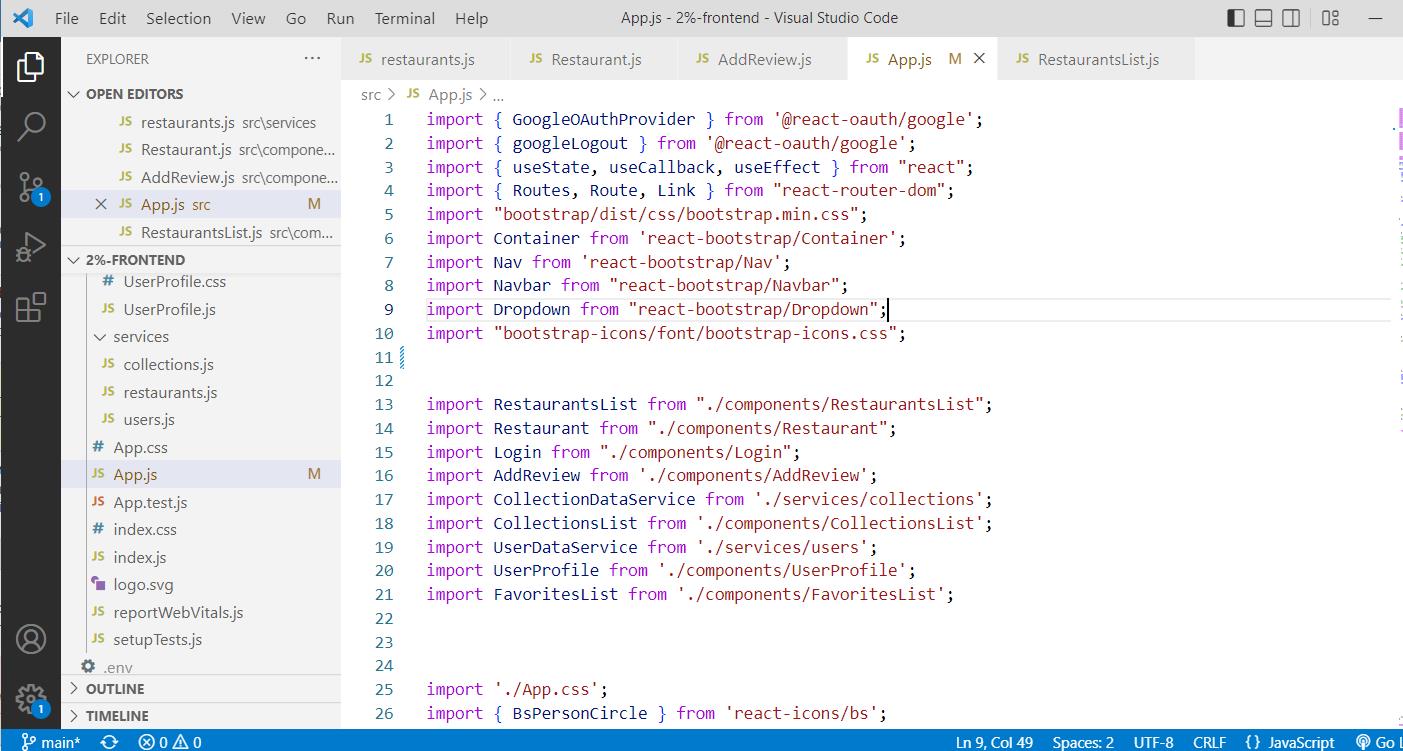 File Edit Selection View Go Run Terminal Help App.js - 2%-frontend - Visual Studio Code
EXPLORER ...
OPEN EDITORS
JS restaurants.js src\services
JS Restaurant.js src\compone...
JS AddReview.js src\compone...
JS App.js src M
JS RestaurantsList.js src\com...
2%-FRONTEND
# UserProfile.css
JS UserProfile.js
services
JS collections.js
JS restaurants.js
JS users.js
# App.css
JS App.js M
JS App.test.js
# index.css
JS index.js
logo.svg
JS reportWebVitals.js
JS setupTests.js
.env
OUTLINE
TIMELINE
1
1
JS restaurants.js JS Restaurant.js JS AddReview.js JS App.js M JS RestaurantsList.js
src > JS App.js > ...
1 import { GoogleOAuthProvider } from '@react-oauth/google';
2 import { googleLogout } from '@react-oauth/google';
3 import { useState, useCallback, useEffect } from "react";
4 import { Routes, Route, Link } from "react-router-dom";
5 import "bootstrap/dist/css/bootstrap.min.css";
6 import Container from 'react-bootstrap/Container';
7 import Nav from 'react-bootstrap/Nav';
8 import Navbar from "react-bootstrap/Navbar";
9 import Dropdown from "react-bootstrap/Dropdown";
10 import "bootstrap-icons/font/bootstrap-icons.css";
11
12
13 import RestaurantsList from "./components/RestaurantsList";
14 import Restaurant from "./components/Restaurant";
15 import Login from "./components/Login";
16 import AddReview from './components/AddReview';
17 import CollectionDataService from './services/collections';
18 import CollectionsList from './components/CollectionsList';
19 import UserDataService from './services/users';
20 import UserProfile from './components/UserProfile';
21 import FavoritesList from './components/FavoritesList';
22
23
24
25 import './App.css';
26 import { BsPersonCircle } from 'react-icons/bs';
main* 0 0 Ln 9, Col 49 Spaces: 2 UTF-8 CRLF {} JavaScript Go